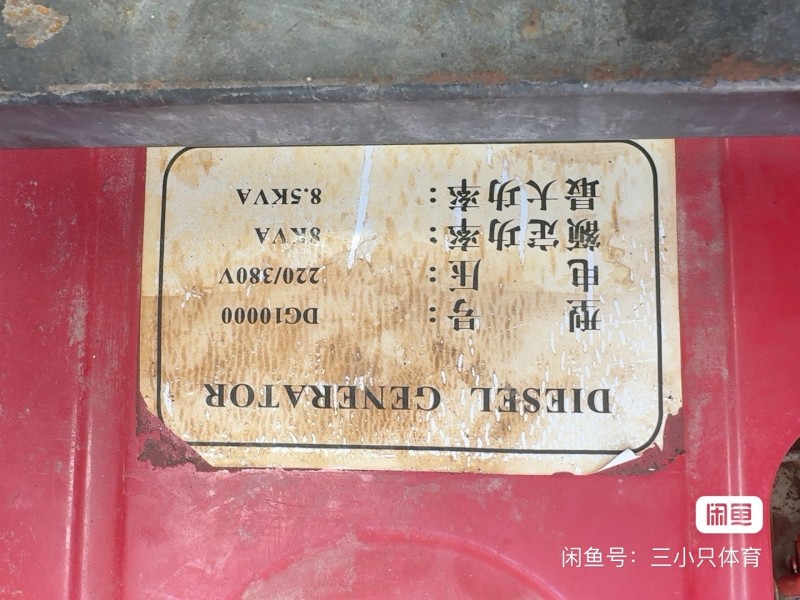 DIESEL GENERATOR
型 号： DG10000
电 压： 220/380V
额定功率： 8KVA
最大功率： 8.5KVA
闲鱼
闲鱼号：三小只体育